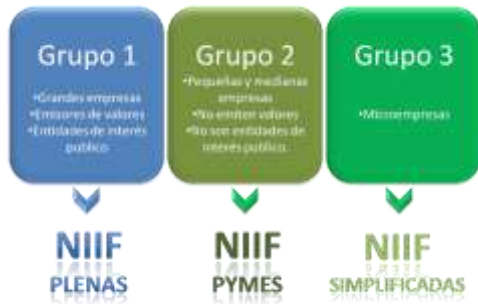 Grupo 1
•Grandes empresas
•Emisores de valores
•Entidades de interés
público
NIIF
PLENAS
Grupo 2
•Pequeñas y medianas
empresas
•No emiten valores
•No son entidades de
interés público.
NIIF
PYMES
Grupo 3
•Microempresas
NIIF
SIMPLIFICADAS